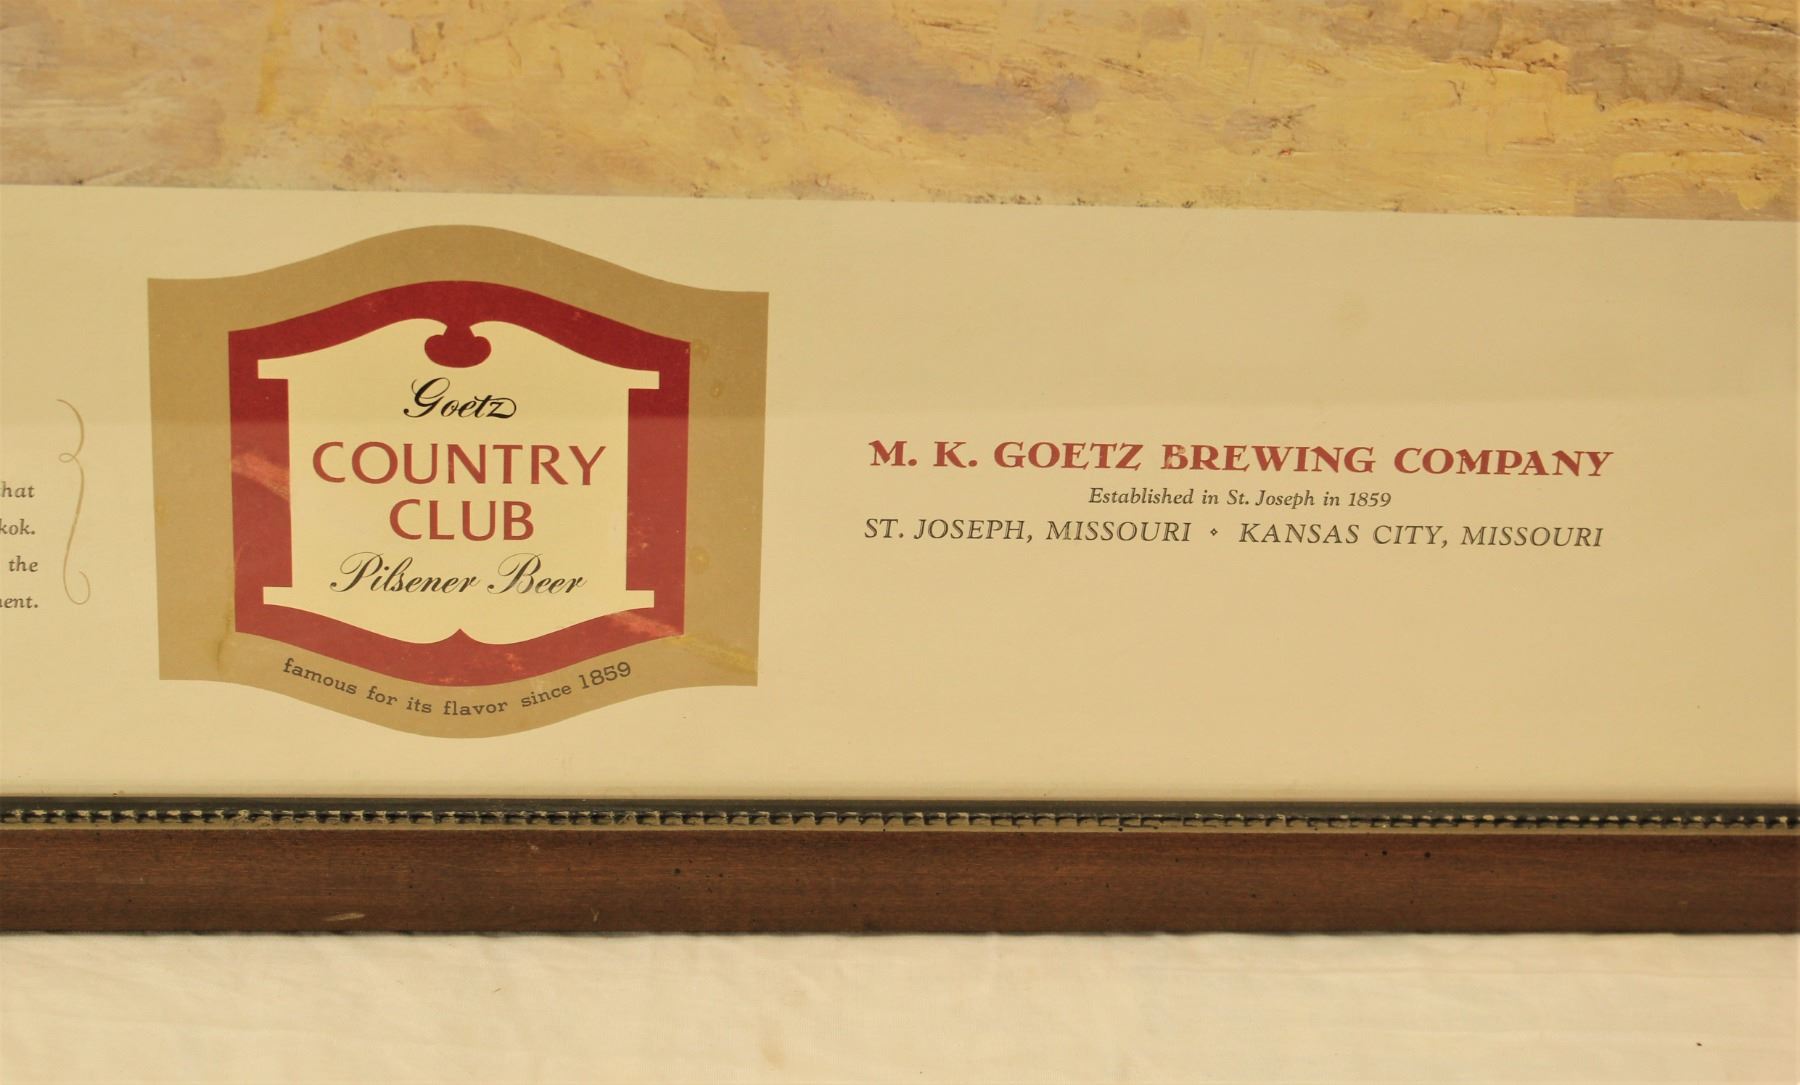 hat
kok.
the
ent.
Goetz
COUNTRY
CLUB
Pilsener Beer
famous for its flavor since 1859
M. K. GOETZ BREWING COMPANY
Established in St. Joseph in 1859
ST. JOSEPH, MISSOURI ⋄ KANSAS CITY, MISSOURI